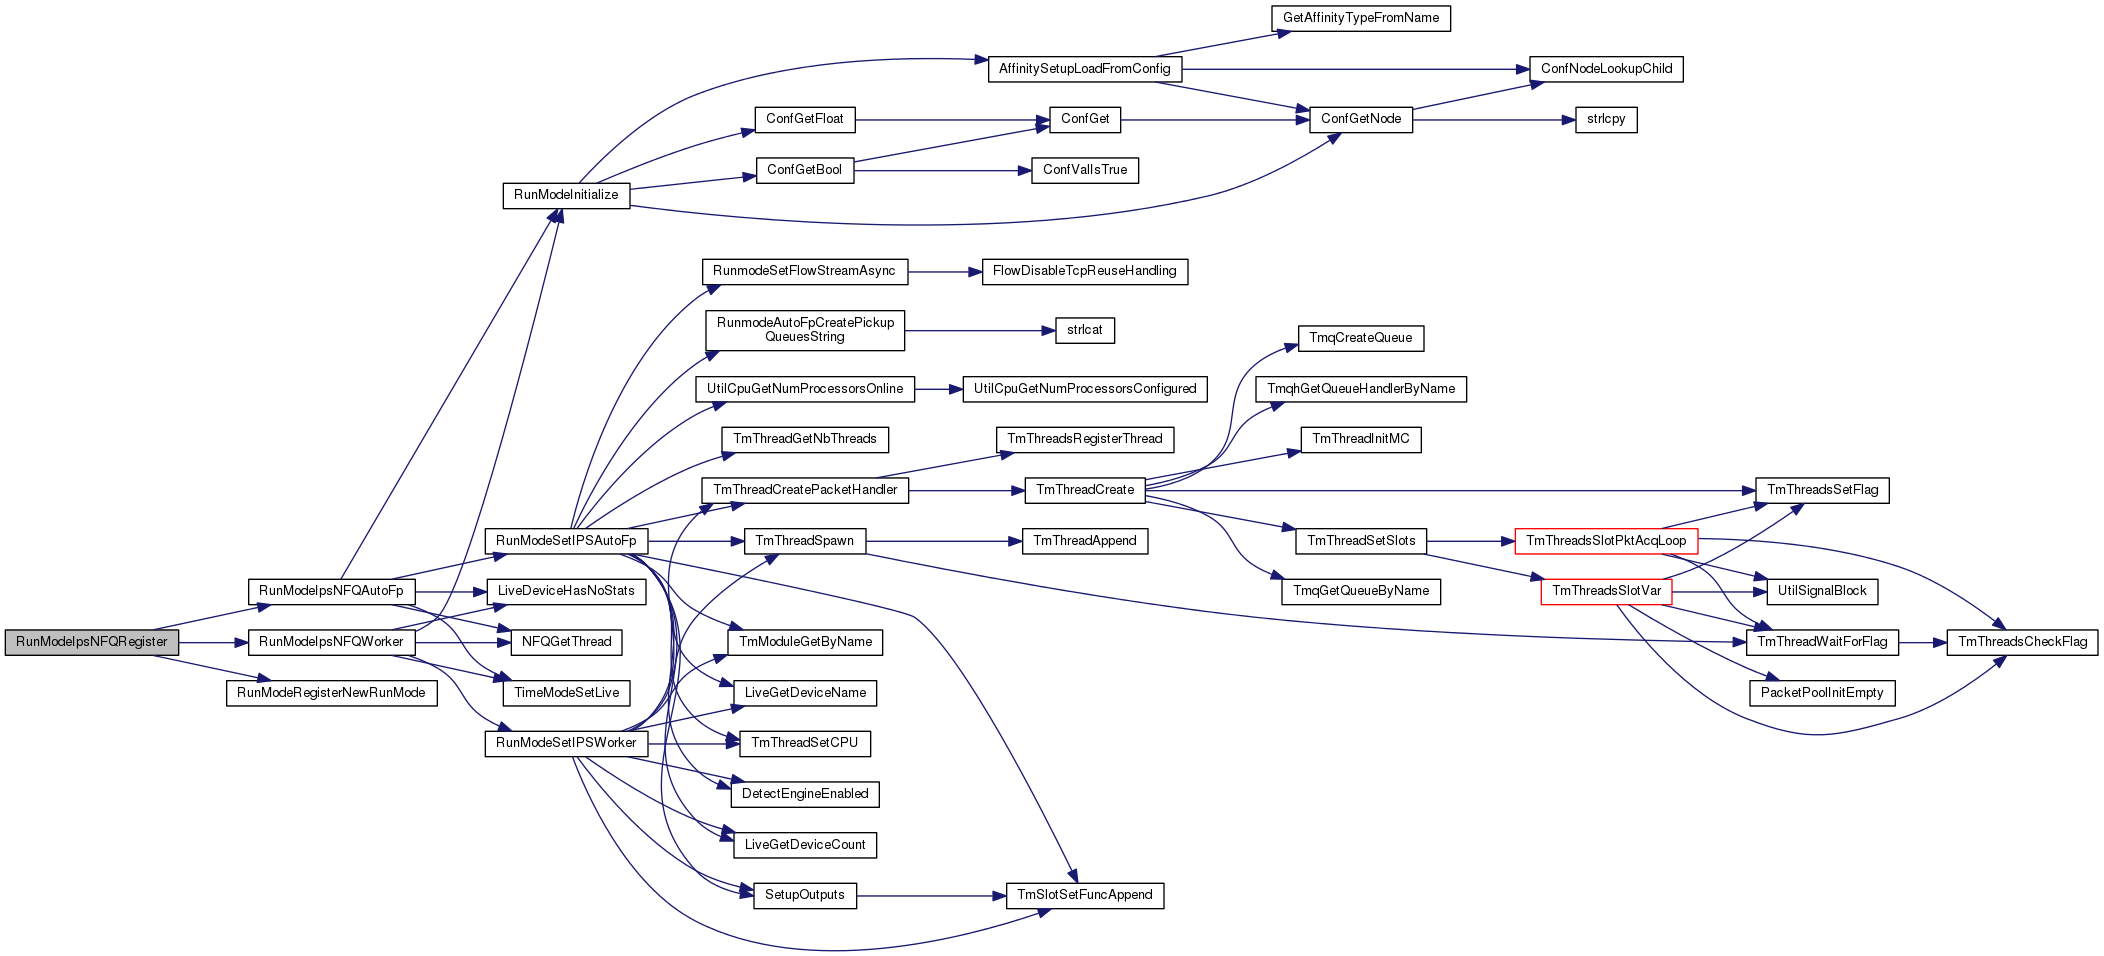 GetAffinityTypeFromName
AffinitySetupLoadFromConfig
ConfNodeLookupChild
ConfGetFloat
ConfGet
ConfGetNode
strlcpy
ConfGetBool
ConfValIsTrue
RunModeInitialize
RunmodeSetFlowStreamAsync
FlowDisableTcpReuseHandling
RunmodeAutoFpCreatePickup
QueuesString
strlcat
TmqCreateQueue
UtilCpuGetNumProcessorsOnline
UtilCpuGetNumProcessorsConfigured
TmqhGetQueueHandlerByName
TmThreadGetNbThreads
TmThreadsRegisterThread
TmThreadInitMC
TmThreadCreatePacketHandler
TmThreadCreate
TmThreadsSetFlag
RunModeSetIPSAutoFp
TmThreadSpawn
TmThreadAppend
TmThreadSetSlots
TmThreadsSlotPktAcqLoop
RunModeIpsNFQAutoFp
LiveDeviceHasNoStats
TmqGetQueueByName
TmThreadsSlotVar
UtilSignalBlock
RunModeIpsNFQRegister
RunModeIpsNFQWorker
NFQGetThread
TmModuleGetByName
TmThreadWaitForFlag
TmThreadsCheckFlag
RunModeRegisterNewRunMode
TimeModeSetLive
LiveGetDeviceName
PacketPoolInitEmpty
RunModeSetIPSWorker
TmThreadSetCPU
DetectEngineEnabled
LiveGetDeviceCount
SetupOutputs
TmSlotSetFuncAppend